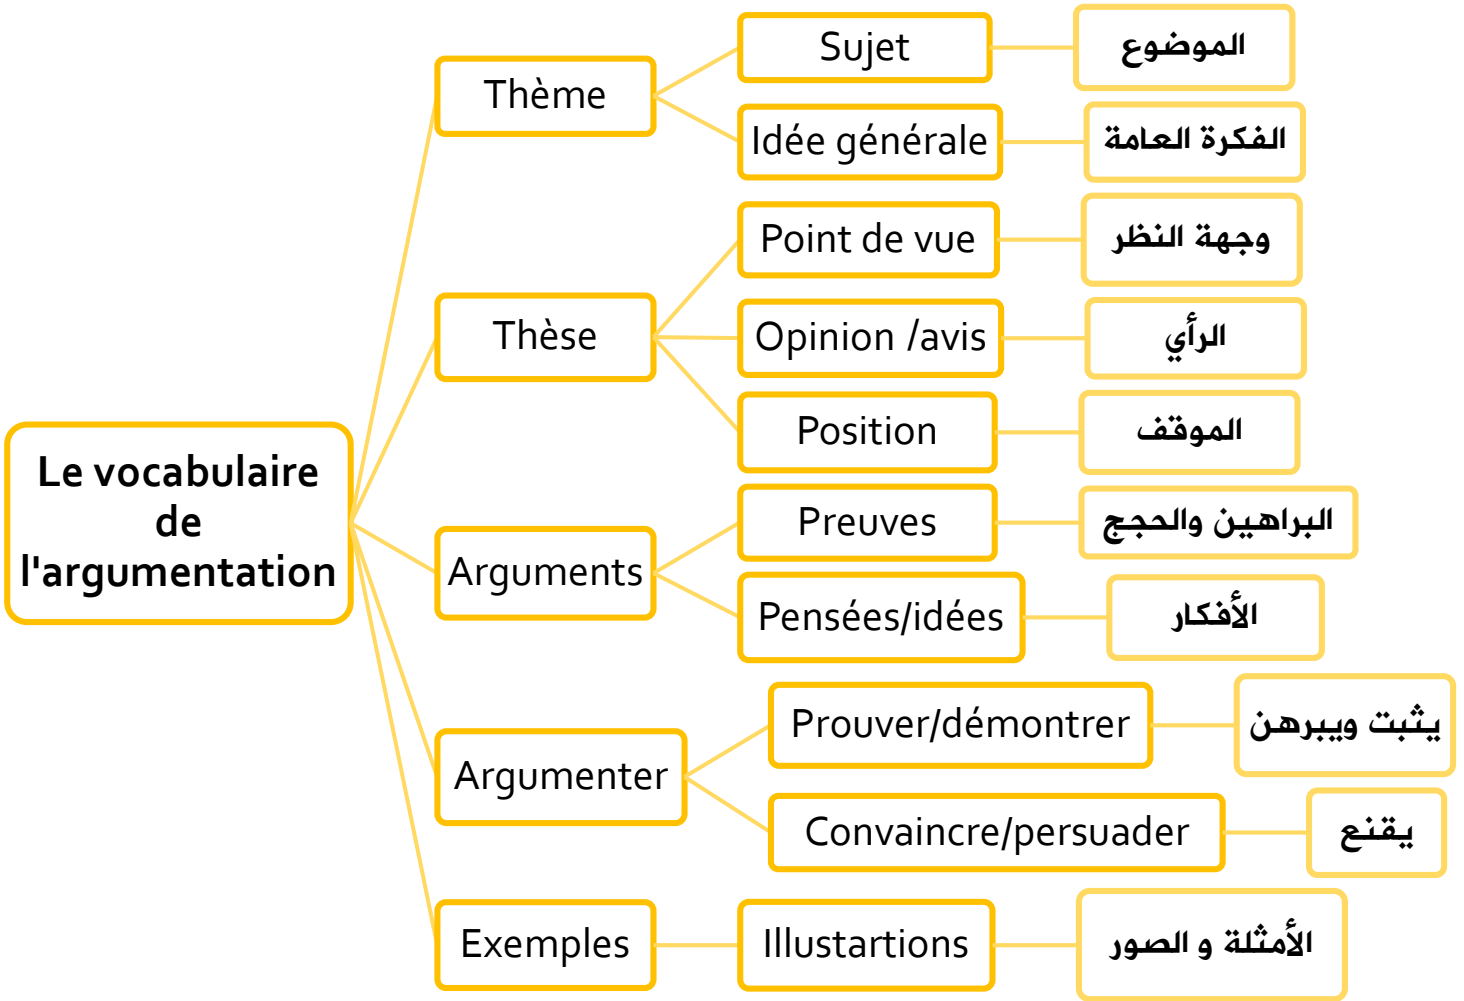 Le vocabulaire
de
l'argumentation
Thème
Sujet
الموضوع
Idée générale
الفكرة العامة
Thèse
Point de vue
وجهة النظر
Opinion /avis
الرأي
Position
الموقف
Arguments
Preuves
البراهين والحجج
Pensées/idées
الأفكار
Argumenter
Prouver/démontrer
يثبت ويبرهن
Convaincre/persuader
يقنع
Exemples
Illustartions
الأمثلة و الصور